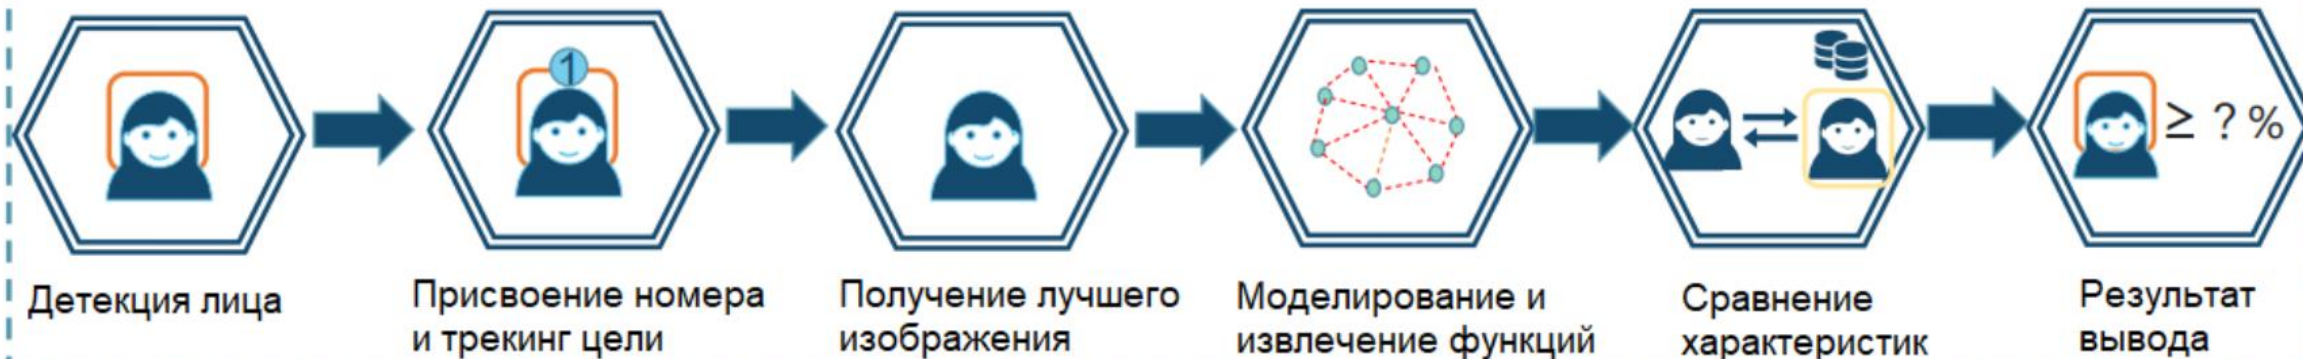 1
≥ ? %
Детекция лица
Присвоение номера
и трекинг цели
Получение лучшего
изображения
Моделирование и
извлечение функций
Сравнение
характеристик
Результат
вывода